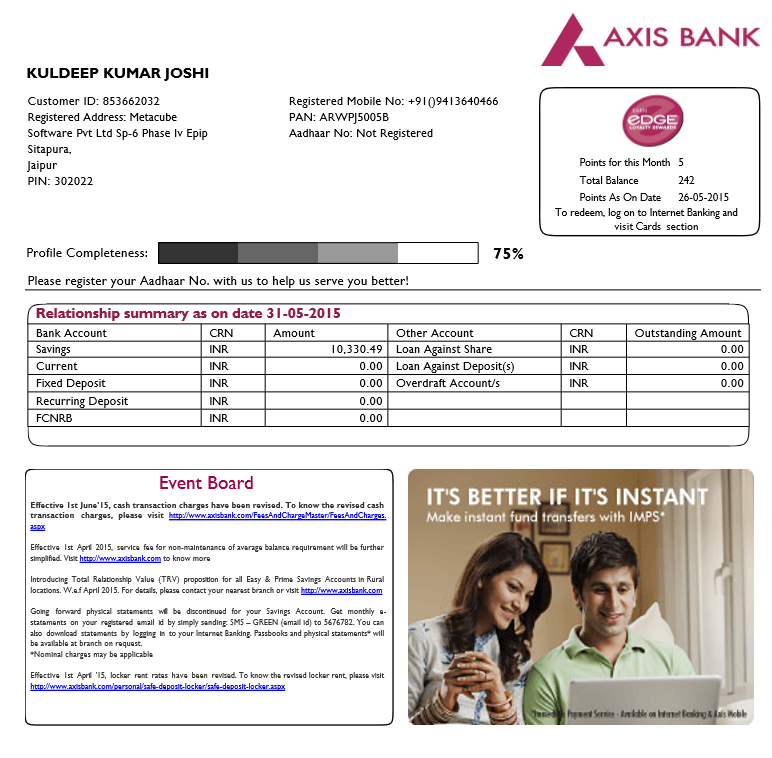 AXIS BANK
KULDEEP KUMAR JOSHI
Customer ID: 853662032
Registered Address: Metacube
Software Pvt Ltd Sp-6 Phase Iv Epip
Sitapura,
Jaipur
PIN: 302022
Registered Mobile No: +91()9413640466
PAN: ARWPJ5005B
Aadhaar No: Not Registered
EARN
eDGE
LOYALTY REWARDS
Points for this Month 5
Total Balance 242
Points As On Date 26-05-2015
To redeem, log on to Internet Banking and
visit Cards section
Profile Completeness: 75%
Please register your Aadhaar No. with us to help us serve you better!
Relationship summary as on date 31-05-2015
Bank Account CRN Amount Other Account CRN Outstanding Amount
Savings INR 10,330.49 Loan Against Share INR 0.00
Current INR 0.00 Loan Against Deposit(s) INR 0.00
Fixed Deposit INR 0.00 Overdraft Account/s INR 0.00
Recurring Deposit INR 0.00
FCNRB INR 0.00
Event Board
Effective 1st June'15, cash transaction charges have been revised. To know the revised cash
transaction charges, please visit http://www.axisbank.com/FeesAndChargeMaster/FeesAndCharges.
aspx
Effective 1st April 2015, service fee for non-maintenance of average balance requirement will be further
simplified. Visit http://www.axisbank.com to know more
Introducing Total Relationship Value (TRV) proposition for all Easy & Prime Savings Accounts in Rural
locations. W.e.f April 2015. For details, please contact your nearest branch or visit http://www.axisbank.com
Going forward physical statements will be discontinued for your Savings Account. Get monthly e-
statements on your registered email id by simply sending: SMS – GREEN (email id) to 5676782. You can
also download statements by logging in to your Internet Banking. Passbooks and physical statements* will
be available at branch on request.
*Nominal charges may be applicable
Effective 1st April '15, locker rent rates have been revised. To know the revised locker rent, please visit
http://www.axisbank.com/personal/safe-deposit-locker/safe-deposit-locker.aspx
IT'S BETTER IF IT'S INSTANT
Make instant fund transfers with IMPS*
*Immediate Payment Service - Available on Internet Banking & Axis Mobile